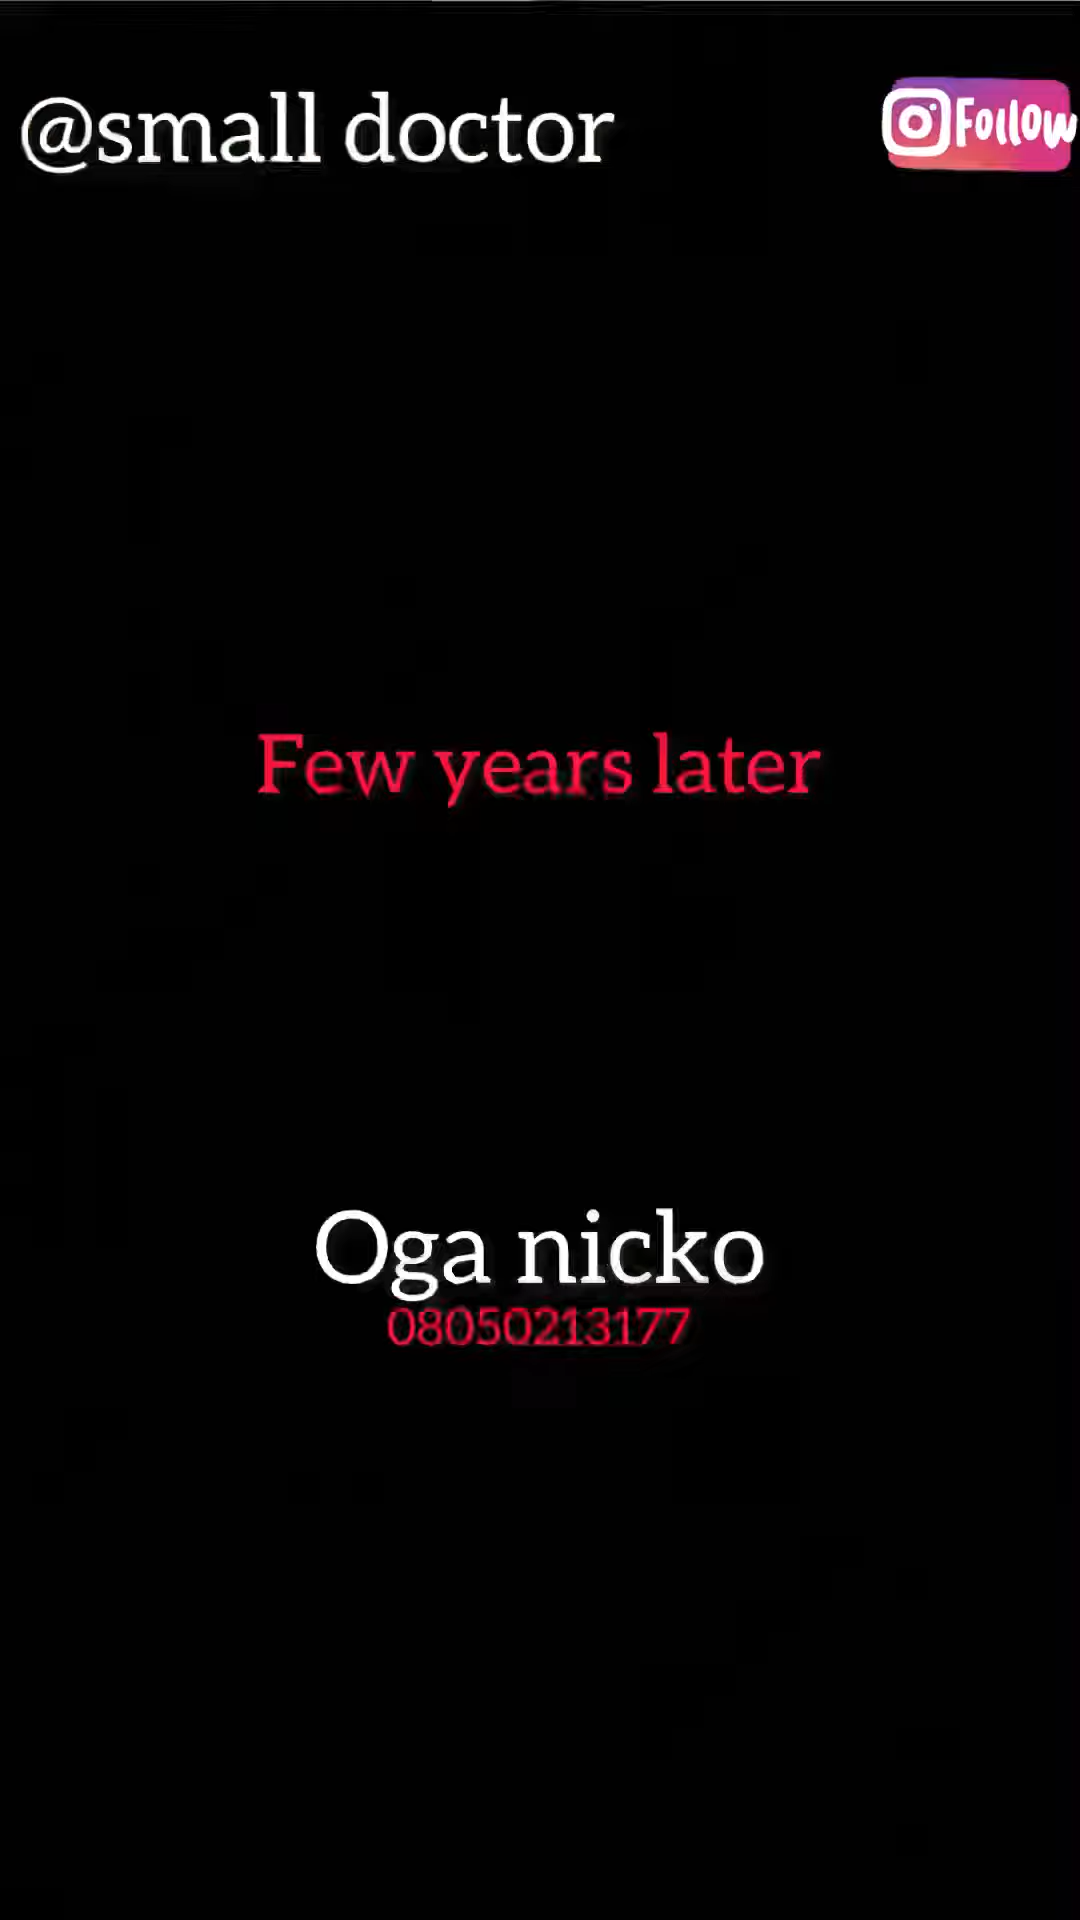 @small doctor
Follow
Few years later
Oga nicko
08050213177